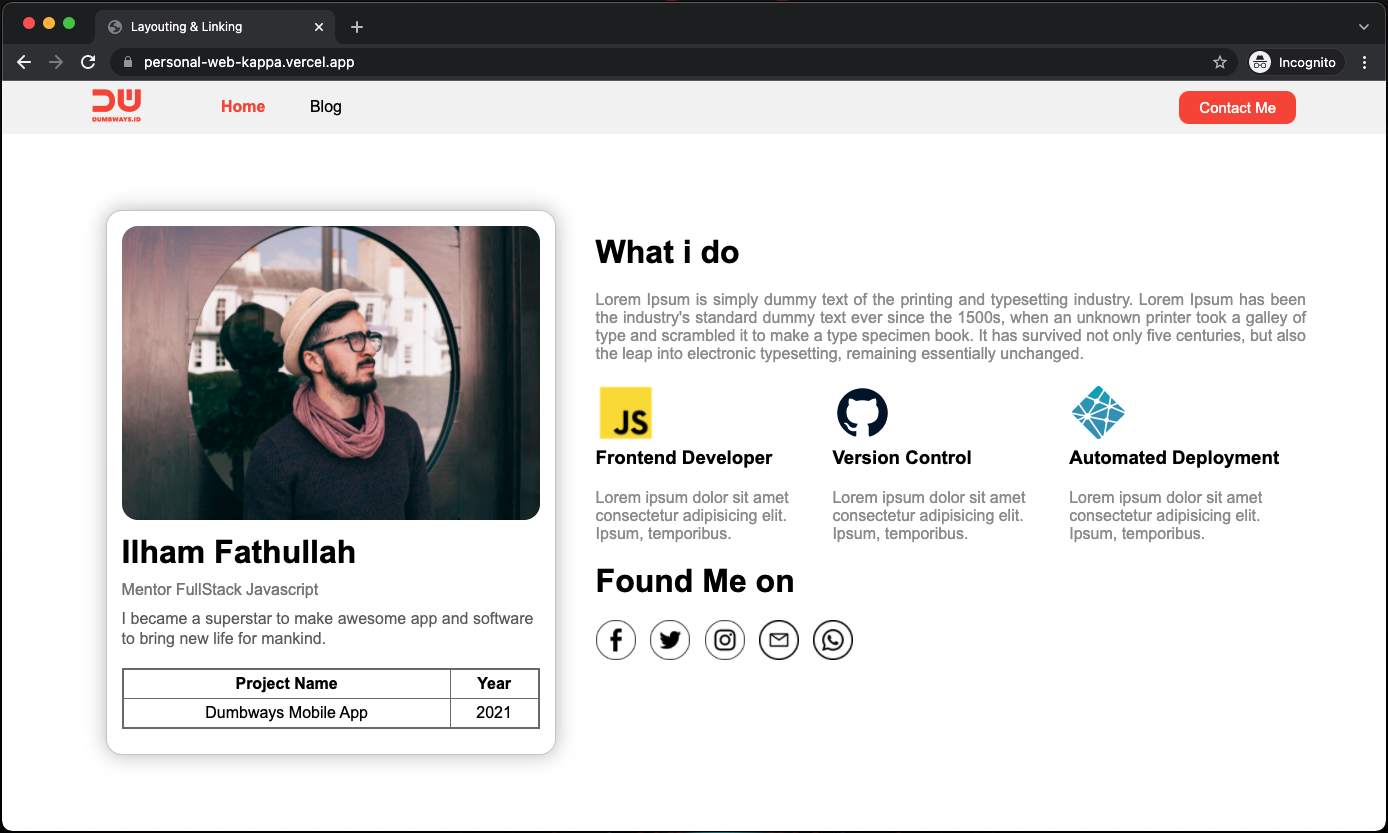 Layouting & Linking
personal-web-kappa.vercel.app
Incognito
DUMBWAYS.ID
Home
Blog
Contact Me
Ilham Fathullah
Mentor FullStack Javascript
I became a superstar to make awesome app and software
to bring new life for mankind.
Project Name Year
Dumbways Mobile App 2021
What i do
Lorem Ipsum is simply dummy text of the printing and typesetting industry. Lorem Ipsum has been
the industry's standard dummy text ever since the 1500s, when an unknown printer took a galley of
type and scrambled it to make a type specimen book. It has survived not only five centuries, but also
the leap into electronic typesetting, remaining essentially unchanged.
JS
Frontend Developer
Lorem ipsum dolor sit amet
consectetur adipisicing elit.
Ipsum, temporibus.
Version Control
Lorem ipsum dolor sit amet
consectetur adipisicing elit.
Ipsum, temporibus.
Automated Deployment
Lorem ipsum dolor sit amet
consectetur adipisicing elit.
Ipsum, temporibus.
Found Me on